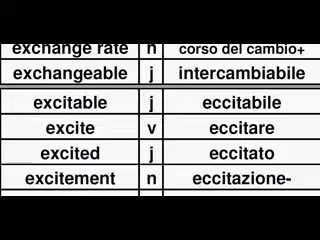 exchange rate n corso del cambio+
exchangeable j intercambiabile
excitable j eccitabile
excite v eccitare
excited j eccitato
excitement n eccitazione-